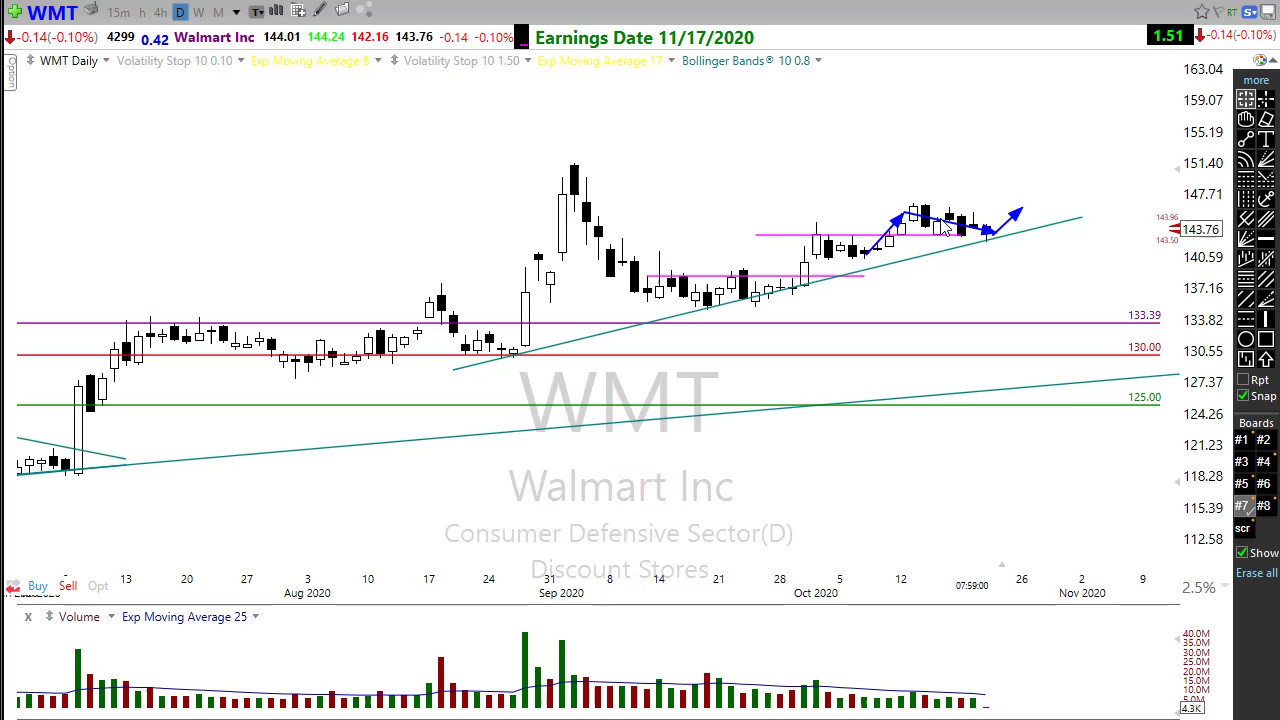 WMT 15m h 4h D W M T
-0.14(-0.10%) 4299 0.42 Walmart Inc 144.01 144.24 142.16 143.76 -0.14 -0.10% Earnings Date 11/17/2020 1.51 -0.14(-0.10%)
RT S
Option
WMT Daily Volatility Stop 10 0.10 Exp Moving Average 8 Volatility Stop 10 1.50 Exp Moving Average 17 Bollinger Bands® 10 0.8
163.04
159.07
155.19
151.40
147.71
143.96
143.76
143.50
140.59
137.16
133.82
130.55
127.37
124.26
121.23
118.28
115.39
112.58
133.39
130.00
125.00
WMT
Walmart Inc
Consumer Defensive Sector(D)
Discount Stores
13 20 27 3 10 17 24 31 8 14 21 28 5 12 07:59:00 26 2 9
Aug 2020 Sep 2020 Oct 2020 Nov 2020
Buy Sell Opt
2.5%
X Volume Exp Moving Average 25
40.0M
30.0M
25.0M
20.0M
15.0M
10.0M
5.0M
4.3K
more
T
Rpt
Snap
Boards
#1 #2
#3 #4
#5 #6
#7 #8
scr
Show
Erase all